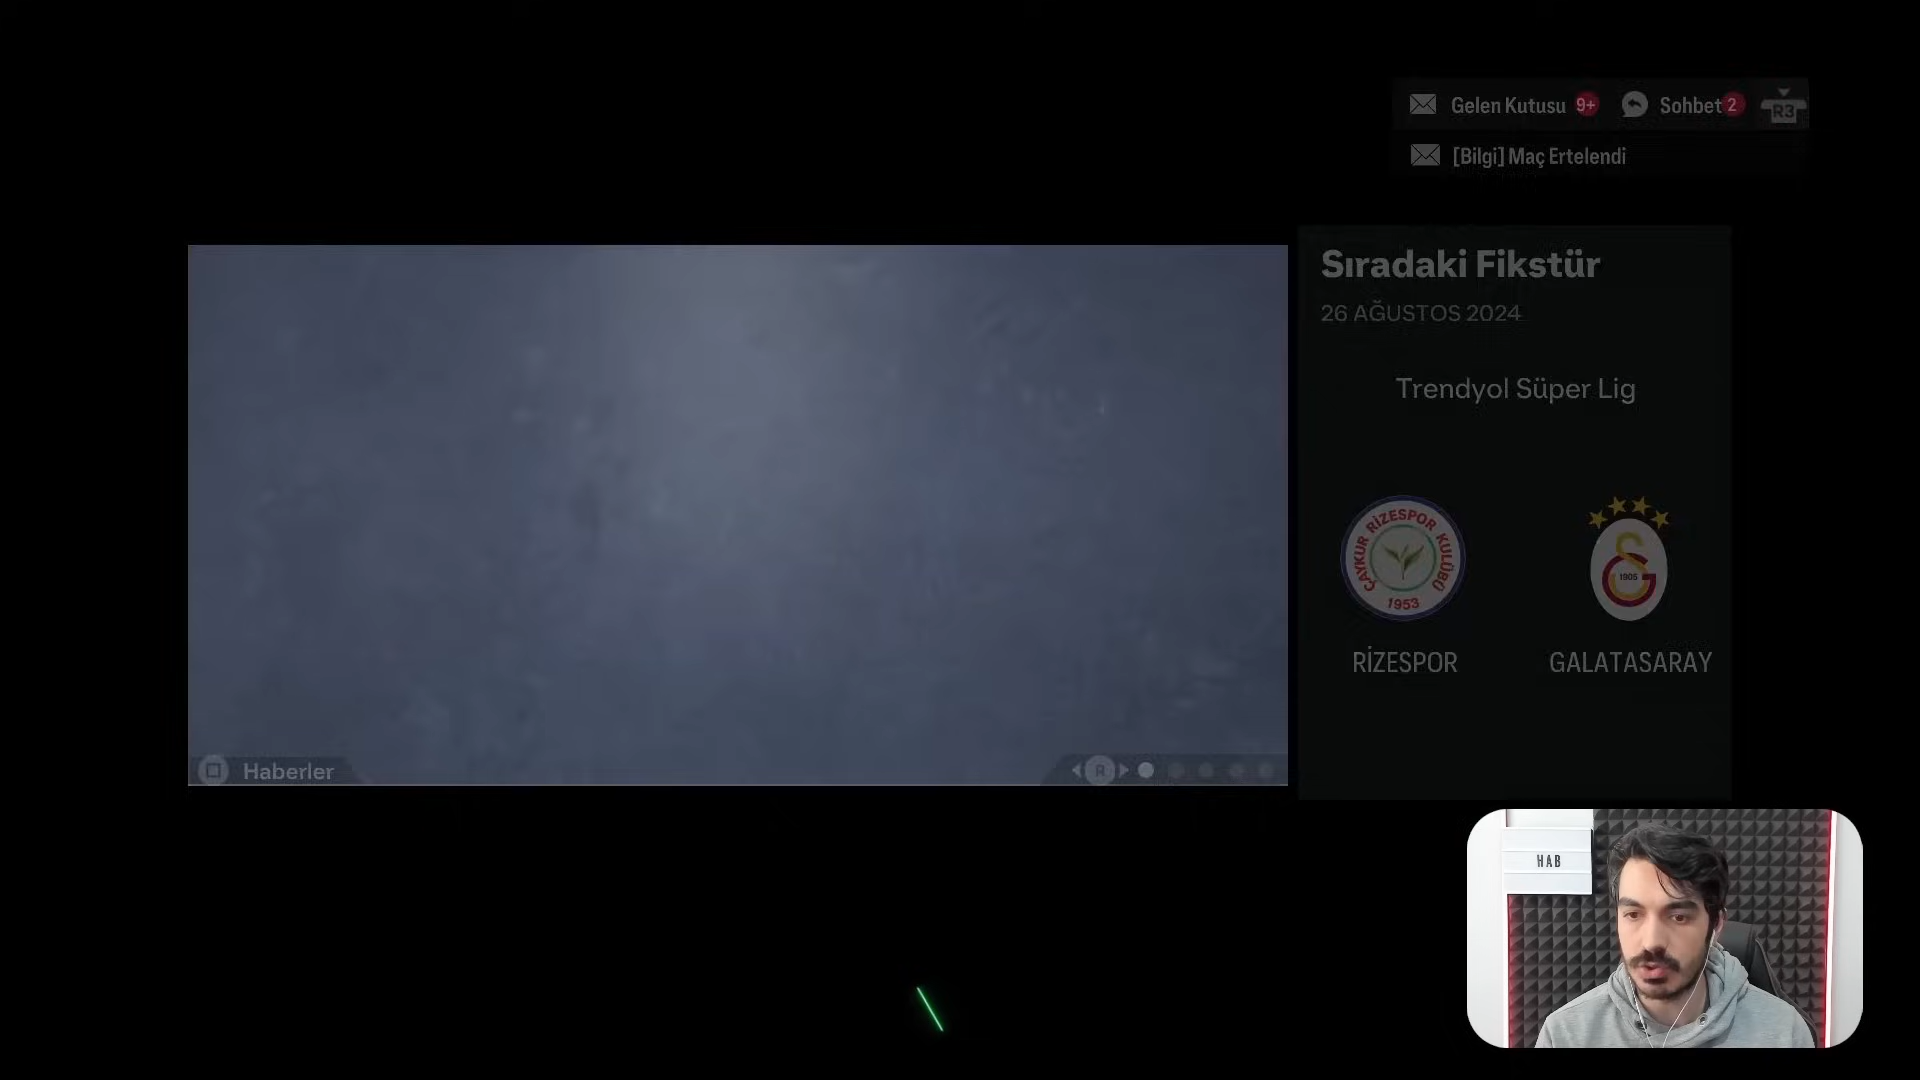 Gelen Kutusu 9+ Sohbet 2 R3
[Bilgi] Maç Ertelendi
Sıradaki Fikstür
26 AĞUSTOS 2024
Trendyol Süper Lig
ÇAYKUR RİZESPOR KULÜBÜ
1953
1905
RİZESPOR GALATASARAY
Haberler R
HAB